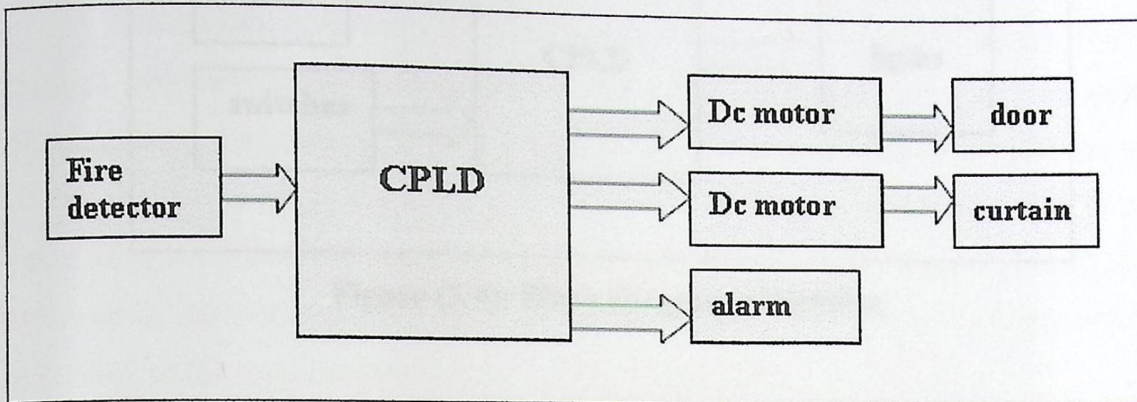 Fire
detector
CPLD
Dc motor
door
Dc motor
curtain
alarm